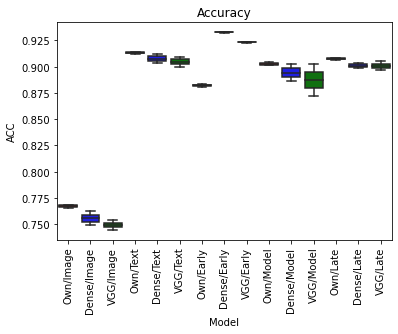 Accuracy
0.925
0.900
0.875
0.850
0.825
0.800
0.775
0.750
ACC
Own/Image
Dense/Image
VGG/Image
Own/Text
Dense/Text
VGG/Text
Own/Early
Dense/Early
VGG/Early
Own/Model
Dense/Model
VGG/Model
Own/Late
Dense/Late
VGG/Late
Model